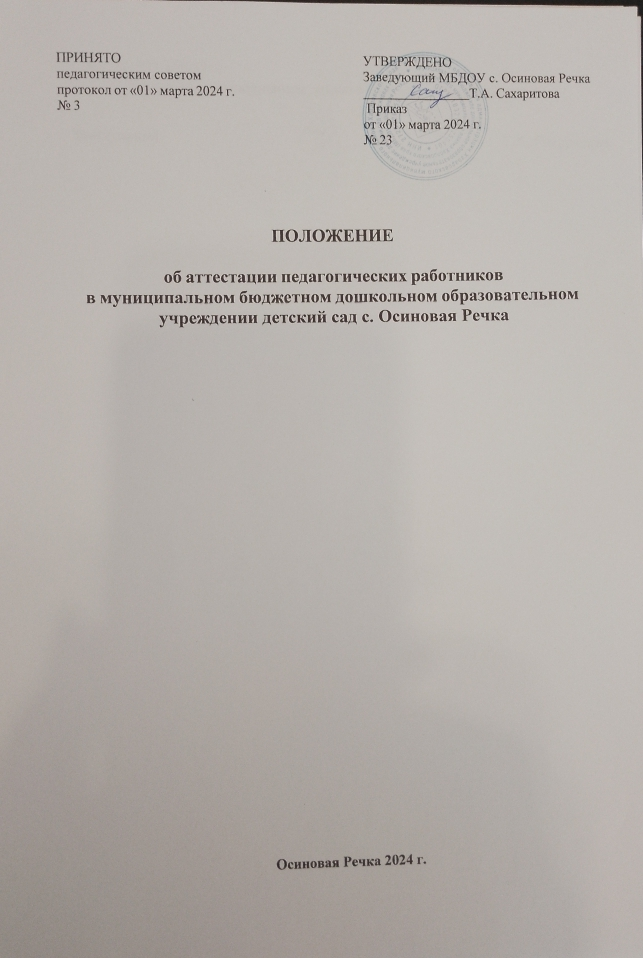 ПРИНЯТО
педагогическим советом
протокол от «01» марта 2024 г.
№ 3
УТВЕРЖДЕНО
Заведующий МБДОУ с. Осиновая Речка
Т.А. Сахаритова
Приказ
от «01» марта 2024 г.
№ 23
ПОЛОЖЕНИЕ
об аттестации педагогических работников
в муниципальном бюджетном дошкольном образовательном
учреждении детский сад с. Осиновая Речка
Осиновая Речка 2024 г.